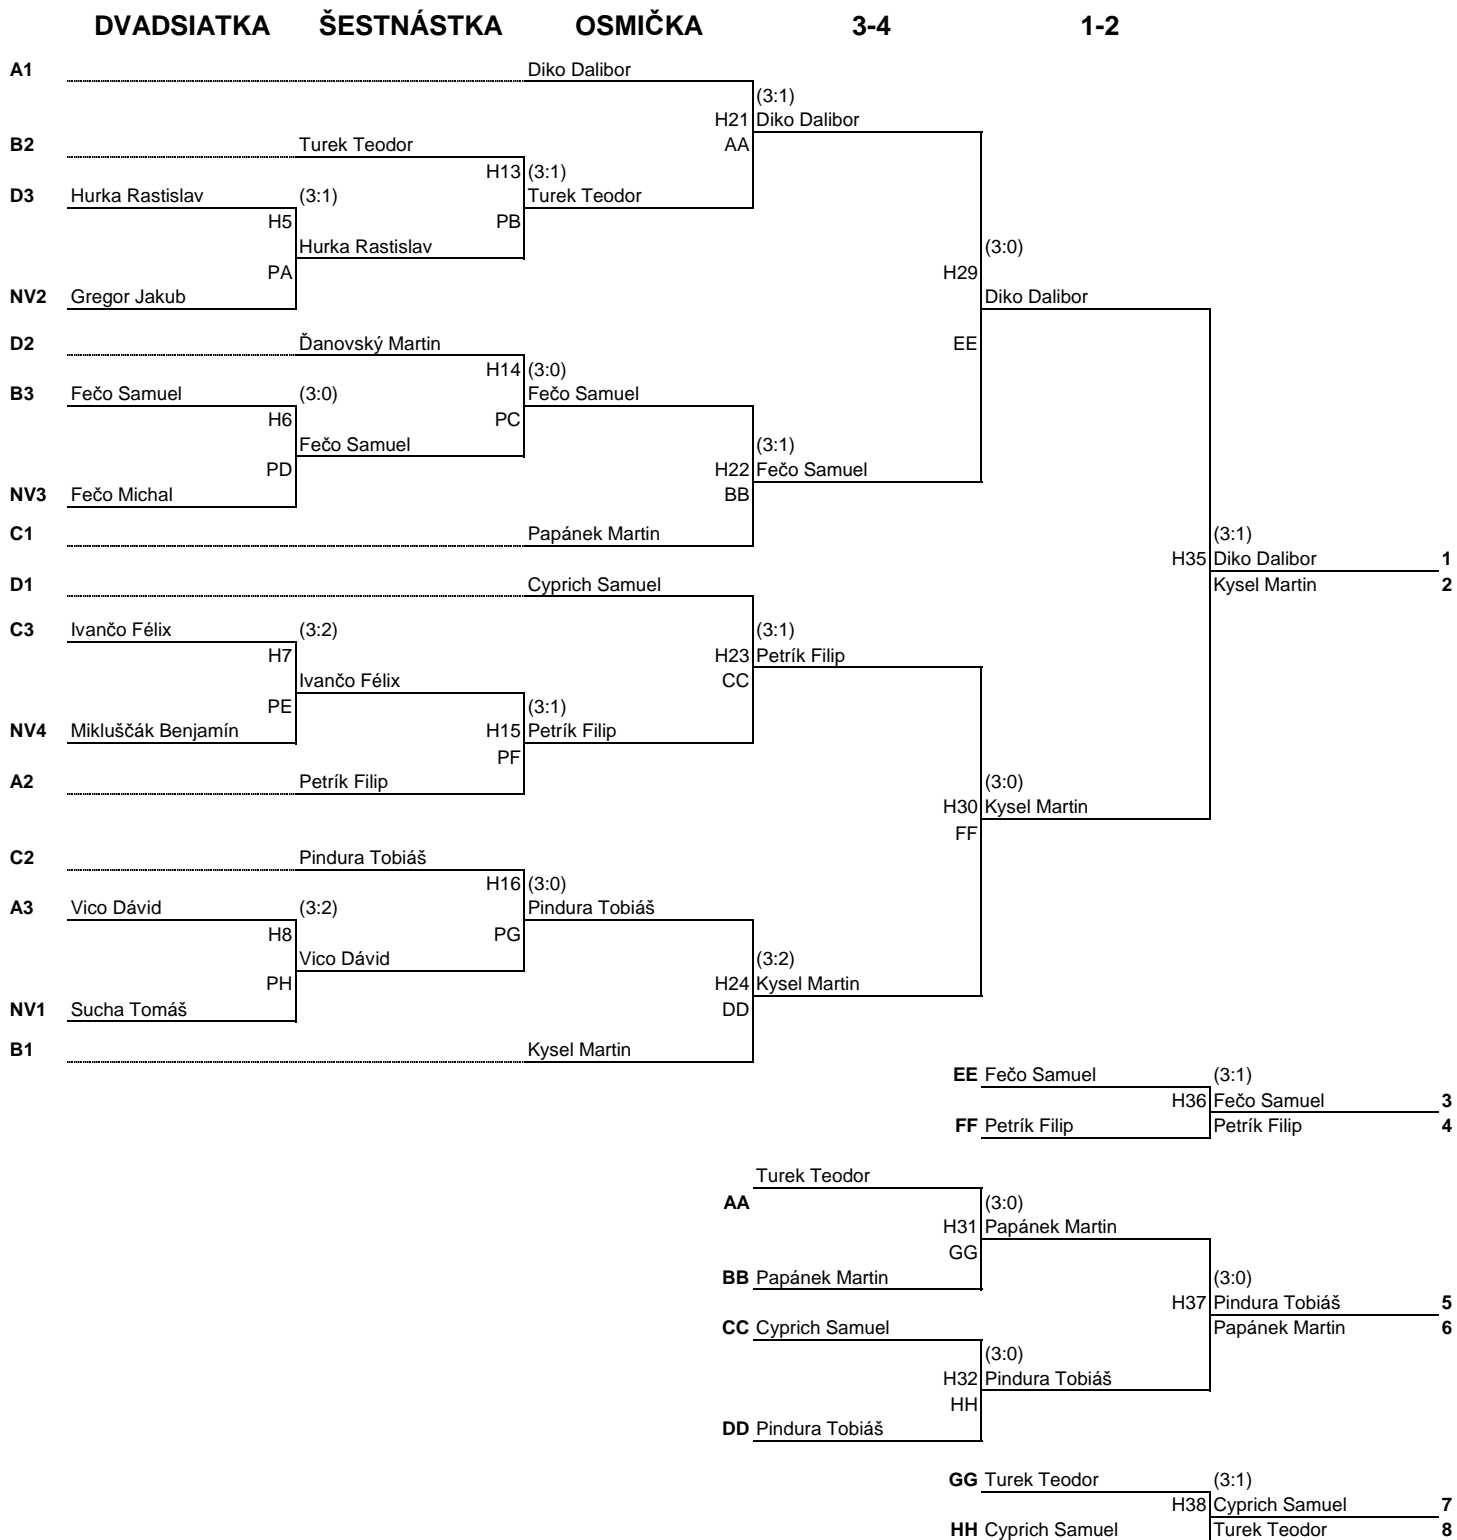 DVADSIATKA ŠESTNÁSTKA OSMIČKA 3-4 1-2
A1 Diko Dalibor
(3:1)
H21 Diko Dalibor
B2 Turek Teodor AA
H13 (3:1)
D3 Hurka Rastislav (3:1) Turek Teodor
H5 PB
Hurka Rastislav (3:0)
PA H29
NV2 Gregor Jakub Diko Dalibor
D2 Ďanovský Martin EE
H14 (3:0)
B3 Fečo Samuel (3:0) Fečo Samuel
H6 PC
Fečo Samuel (3:1)
PD H22 Fečo Samuel
NV3 Fečo Michal BB
C1 Papánek Martin (3:1)
H35 Diko Dalibor 1
D1 Cyprich Samuel Kysel Martin 2
C3 Ivančo Félix (3:2) (3:1)
H7 H23 Petrík Filip
Ivančo Félix CC
PE (3:1)
NV4 Mikluščák Benjamín H15 Petrík Filip
PF
A2 Petrík Filip (3:0)
H30 Kysel Martin
FF
C2 Pindura Tobiáš
H16 (3:0)
A3 Vico Dávid (3:2) Pindura Tobiáš
H8 PG
Vico Dávid (3:2)
PH H24 Kysel Martin
NV1 Sucha Tomáš DD
B1 Kysel Martin
EE Fečo Samuel (3:1)
H36 Fečo Samuel 3
FF Petrík Filip Petrík Filip 4
Turek Teodor
AA (3:0)
H31 Papánek Martin
GG
BB Papánek Martin (3:0)
H37 Pindura Tobiáš 5
CC Cyprich Samuel Papánek Martin 6
(3:0)
H32 Pindura Tobiáš
HH
DD Pindura Tobiáš
GG Turek Teodor (3:1)
H38 Cyprich Samuel 7
HH Cyprich Samuel Turek Teodor 8